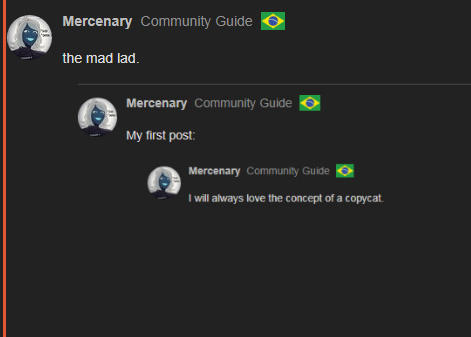 Mercenary Community Guide
the mad lad.
Mercenary Community Guide
My first post:
Mercenary Community Guide
I will always love the concept of a copycat.